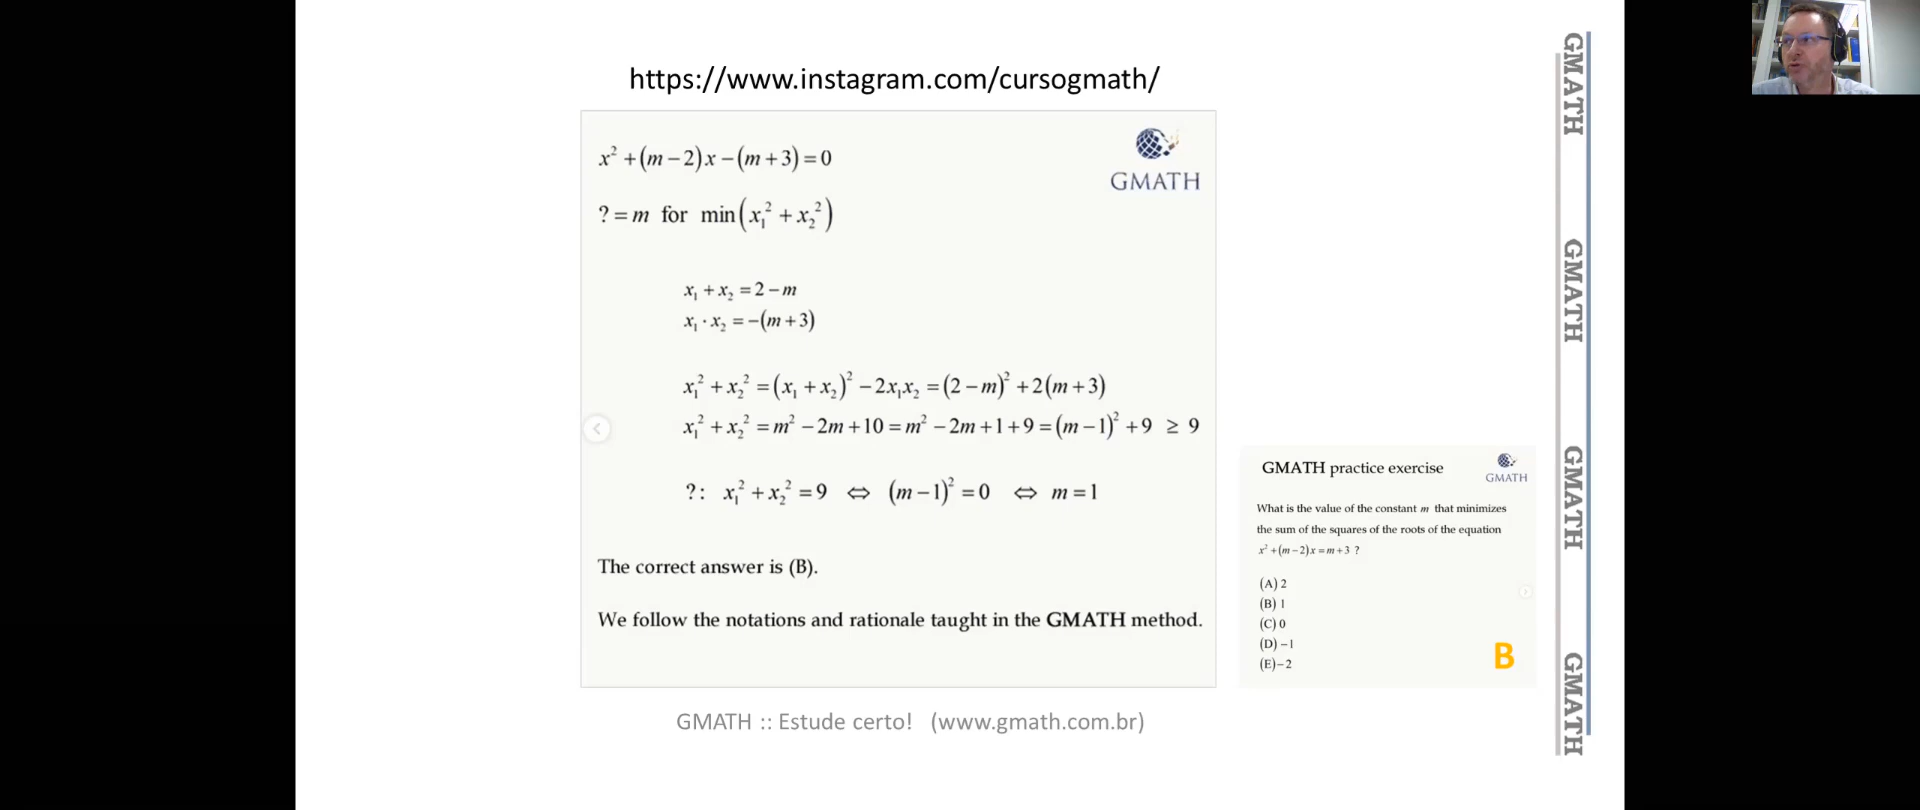 https://www.instagram.com/cursogmath/
x² + (m − 2)x − (m + 3) = 0
GMATH
? = m for min(x₁² + x₂²)
x₁ + x₂ = 2 − m
x₁ · x₂ = −(m + 3)
x₁² + x₂² = (x₁ + x₂)² − 2x₁x₂ = (2 − m)² + 2(m + 3)
x₁² + x₂² = m² − 2m + 10 = m² − 2m + 1 + 9 = (m − 1)² + 9 ≥ 9
?: x₁² + x₂² = 9 ⇔ (m − 1)² = 0 ⇔ m = 1
The correct answer is (B).
We follow the notations and rationale taught in the GMATH method.
GMATH practice exercise
GMATH
What is the value of the constant m that minimizes
the sum of the squares of the roots of the equation
x² + (m − 2)x = m + 3 ?
(A) 2
(B) 1
(C) 0
(D) −1
(E) −2
B
GMATH :: Estude certo! (www.gmath.com.br)
GMATH
GMATH
GMATH
GMATH